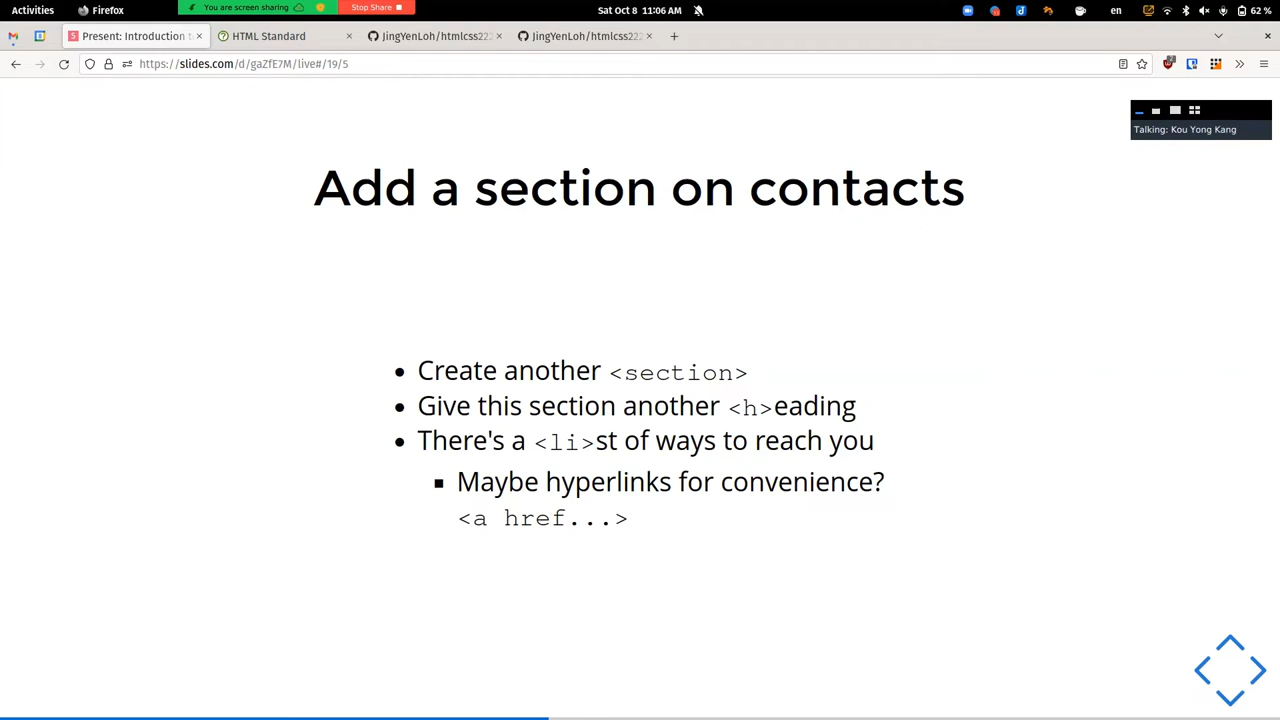 Activities
Firefox
You are screen sharing
Stop Share
Sat Oct 8 11:06 AM
en
62 %
Present: Introduction t
HTML Standard
JingYenLoh/htmlcss222
JingYenLoh/htmlcss222
https://slides.com/d/gaZfE7M/live#/19/5
Talking: Kou Yong Kang
Add a section on contacts
Create another <section>
Give this section another <h>eading
There's a <li>st of ways to reach you
Maybe hyperlinks for convenience?
<a href...>